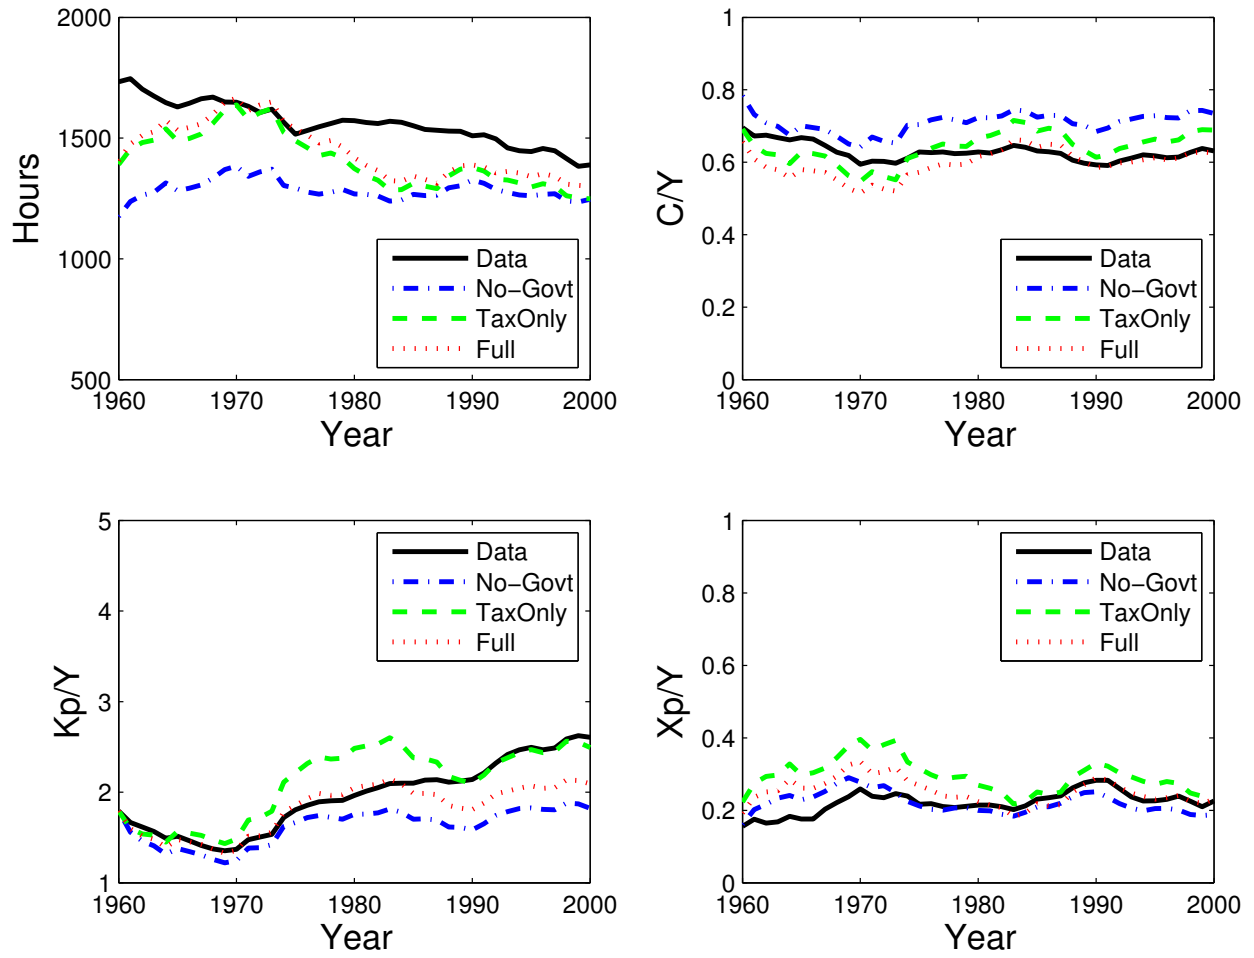 2000
1500
1000
500
Hours
1960
1970
1980
1990
2000
Year
Data
No−Govt
TaxOnly
Full
1
0.8
0.6
0.4
0.2
0
C/Y
1960
1970
1980
1990
2000
Year
Data
No−Govt
TaxOnly
Full
5
4
3
2
1
Kp/Y
1960
1970
1980
1990
2000
Year
Data
No−Govt
TaxOnly
Full
1
0.8
0.6
0.4
0.2
0
Xp/Y
1960
1970
1980
1990
2000
Year
Data
No−Govt
TaxOnly
Full